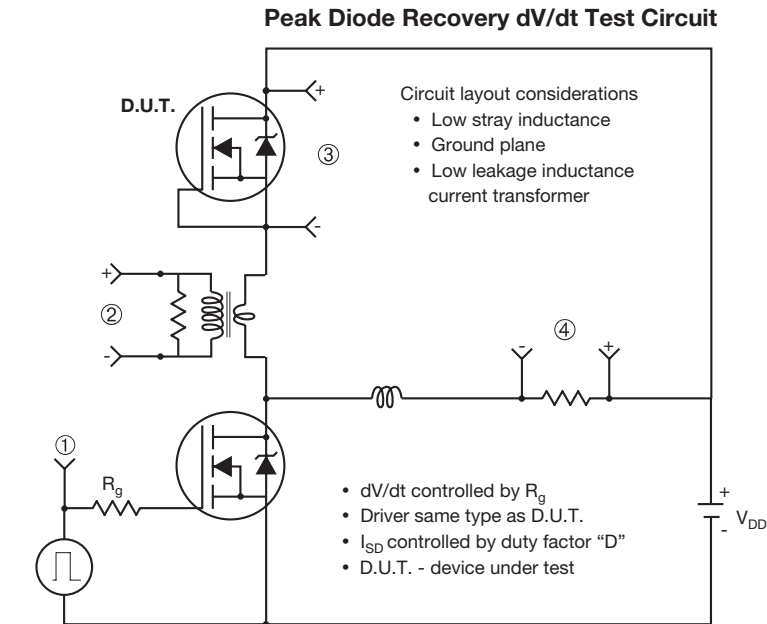 Peak Diode Recovery dV/dt Test Circuit
D.U.T.
+
Circuit layout considerations
• Low stray inductance
• Ground plane
• Low leakage inductance
current transformer
③
-
+
②
-
- ④ +
①
Rg
• dV/dt controlled by Rg
• Driver same type as D.U.T.
• ISD controlled by duty factor “D”
• D.U.T. - device under test
+
VDD
-